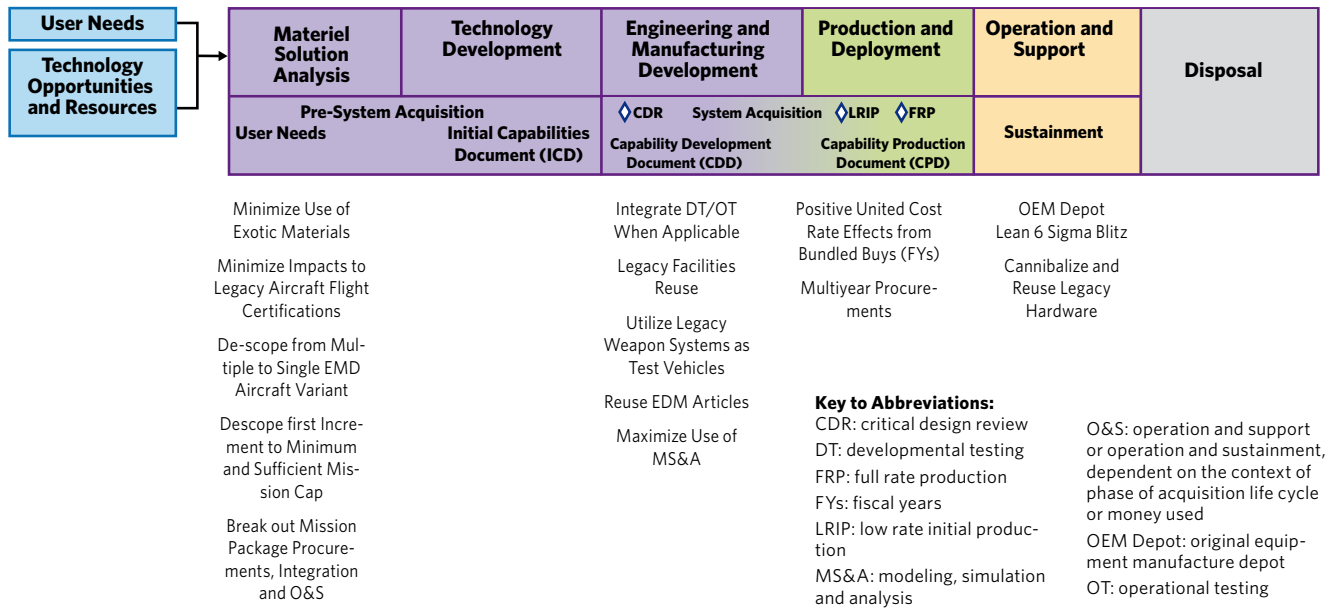 User Needs
Technology
Opportunities
and Resources
Materiel
Solution
Analysis
Technology
Development
Engineering and
Manufacturing
Development
Production and
Deployment
Operation and
Support
Disposal
Pre-System Acquisition
User Needs
Initial Capabilities
Document (ICD)
CDR
System Acquisition
LRIP
FRP
Capability Development
Document (CDD)
Capability Production
Document (CPD)
Sustainment
Minimize Use of
Exotic Materials
Minimize Impacts to
Legacy Aircraft Flight
Certifications
De-scope from Mul-
tiple to Single EMD
Aircraft Variant
Descope first Incre-
ment to Minimum
and Sufficient Mis-
sion Cap
Break out Mission
Package Procure-
ments, Integration
and O&S
Integrate DT/OT
When Applicable
Legacy Facilities
Reuse
Utilize Legacy
Weapon Systems as
Test Vehicles
Reuse EDM Articles
Maximize Use of
MS&A
Positive United Cost
Rate Effects from
Bundled Buys (FYs)
Multiyear Procure-
ments
OEM Depot
Lean 6 Sigma Blitz
Cannibalize and
Reuse Legacy
Hardware
Key to Abbreviations:
CDR: critical design review
DT: developmental testing
FRP: full rate production
FYs: fiscal years
LRIP: low rate initial produc-
tion
MS&A: modeling, simulation
and analysis
O&S: operation and support
or operation and sustainment,
dependent on the context of
phase of acquisition life cycle
or money used
OEM Depot: original equip-
ment manufacture depot
OT: operational testing